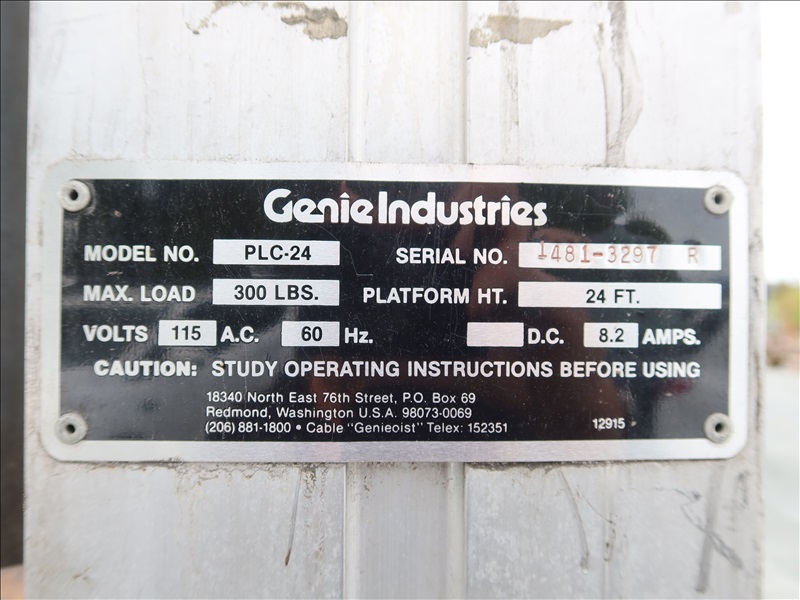 Genie Industries
MODEL NO. PLC-24 SERIAL NO. 1481-3297 R
MAX. LOAD 300 LBS. PLATFORM HT. 24 FT.
VOLTS 115 A.C. 60 Hz. D.C. 8.2 AMPS.
CAUTION: STUDY OPERATING INSTRUCTIONS BEFORE USING
18340 North East 76th Street, P.O. Box 69
Redmond, Washington U.S.A. 98073-0069
(206) 881-1800 • Cable "Genieoist" Telex: 152351
12915